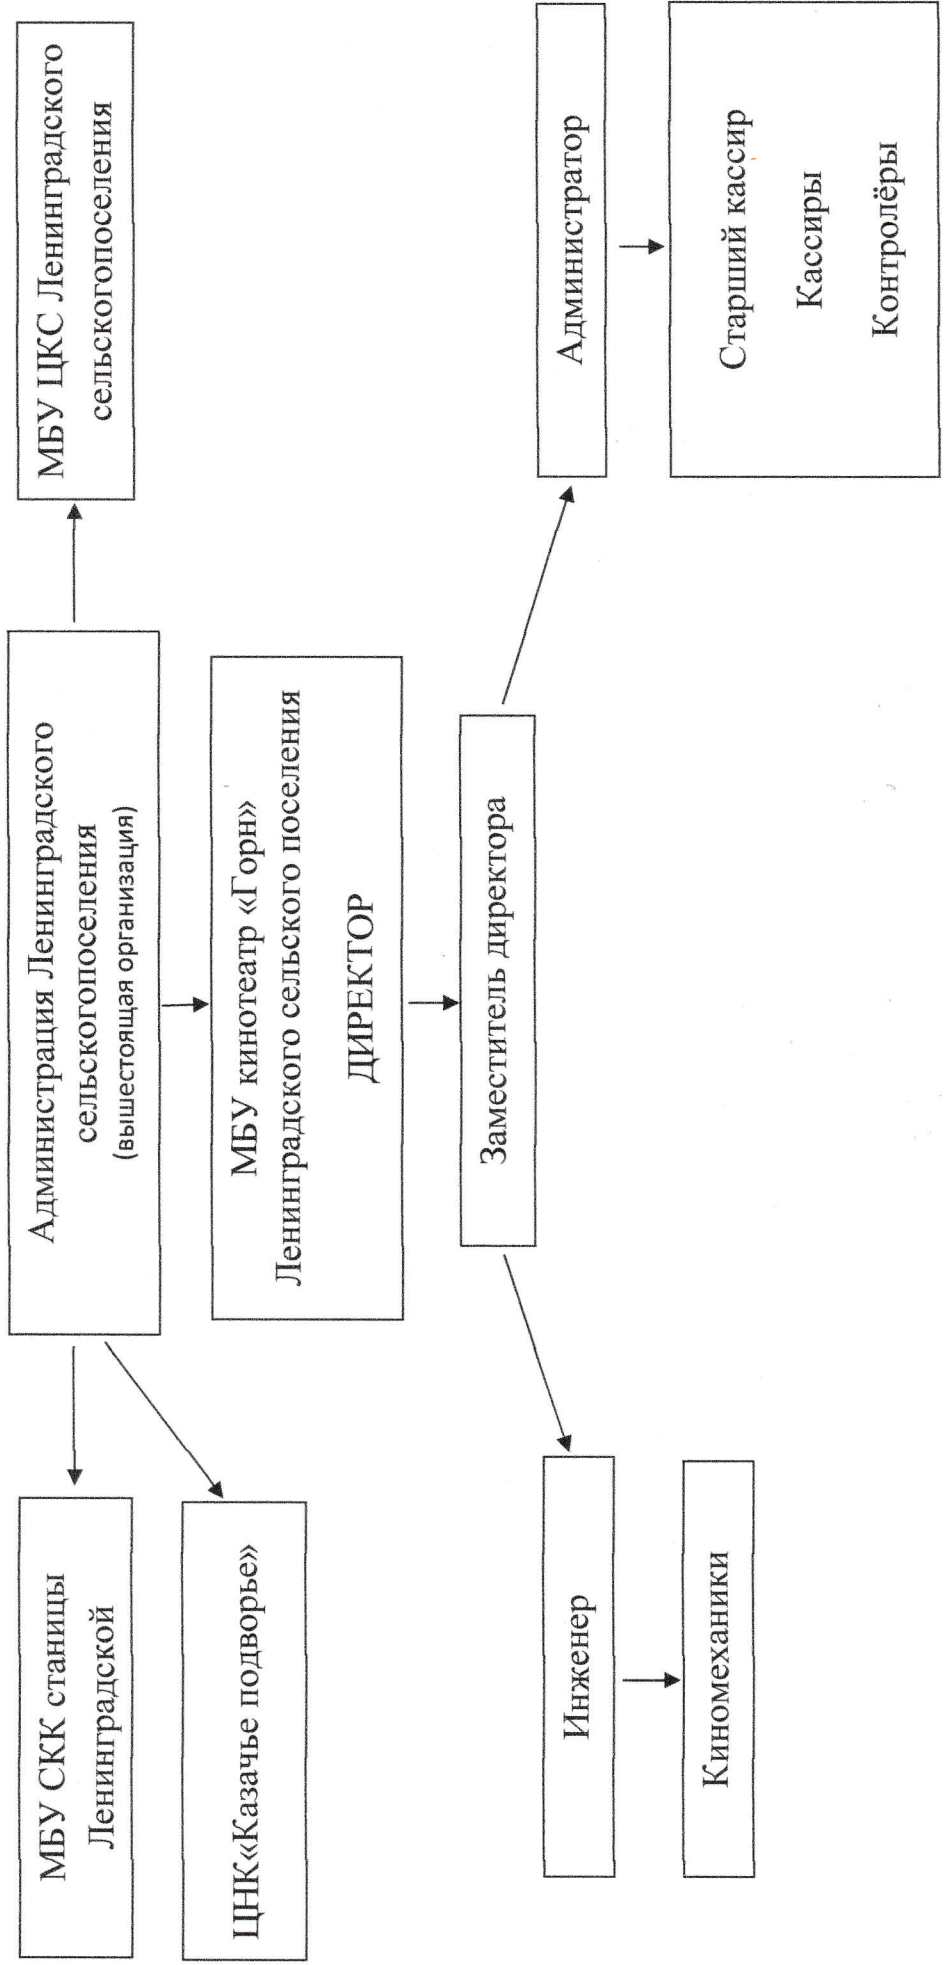 Администрация Ленинградского
сельскогопоселения
(вышестоящая организация)
МБУ СКК станицы
Ленинградской
МБУ ЦКС Ленинградского
сельскогопоселения
ЦНК«Казачье подворье»
МБУ кинотеатр «Горн»
Ленинградского сельского поселения
ДИРЕКТОР
Заместитель директора
Инженер
Администратор
Киномеханики
Старший кассир
Кассиры
Контролёры